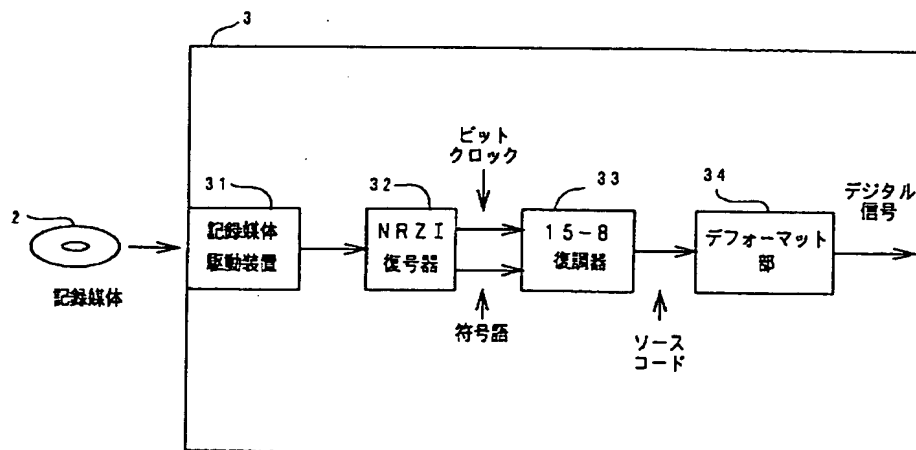 3
ビット
クロック
31
32
33
34
デジタル
信号
2
記録媒体
駆動装置
NRZI
復号器
15-8
復調器
デフォーマット
部
記録媒体
符号語
ソース
コード